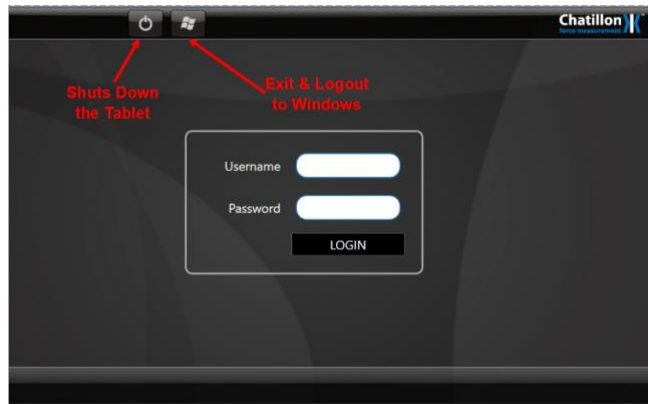 Chatillon
force measurement
Shuts Down
the Tablet
Exit & Logout
to Windows
Username
Password
LOGIN